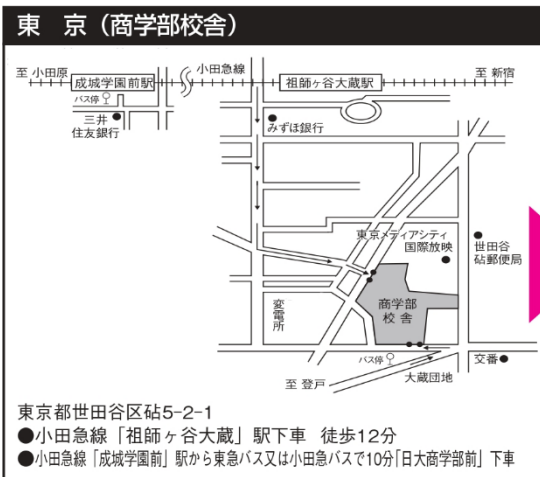 東 京（商学部校舎）
至 小田原
成城学園前駅
小田急線
祖師ヶ谷大蔵駅
至 新宿
バス停
三井
住友銀行
みずほ銀行
東京メディアシティ
国際放映
世田谷
砧郵便局
変電所
商学部
校 舎
バス停
交番
至 登戸
大蔵団地
東京都世田谷区砧5-2-1
●小田急線「祖師ヶ谷大蔵」駅下車 徒歩12分
●小田急線「成城学園前」駅から東急バス又は小田急バスで10分「日大商学部前」下車